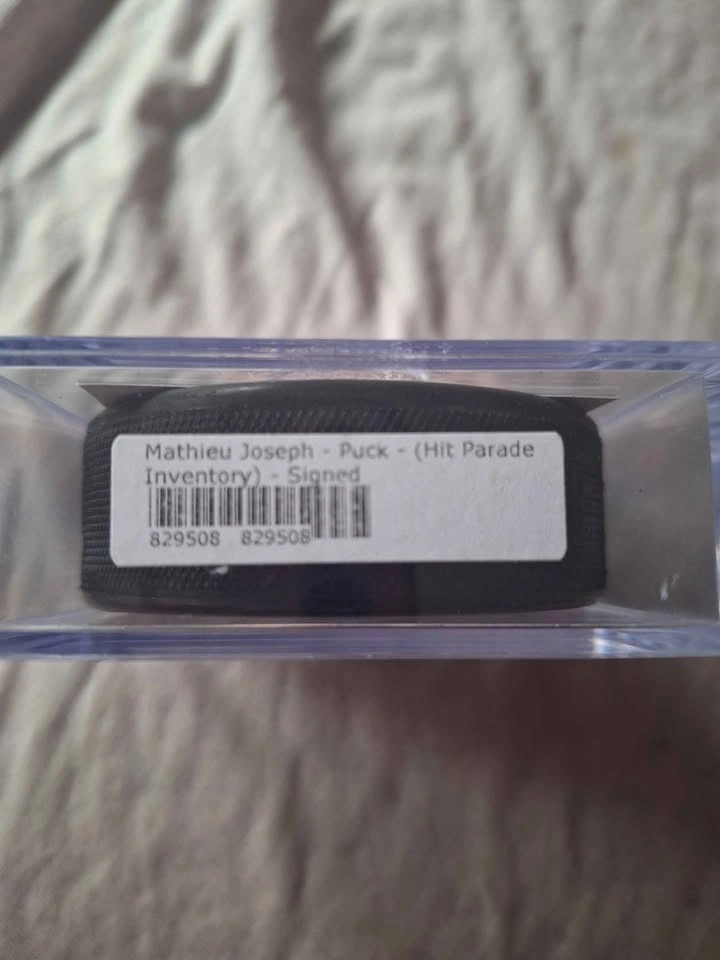 Mathieu Joseph - Puck - (Hit Parade
Inventory) - Signed
829508 829508